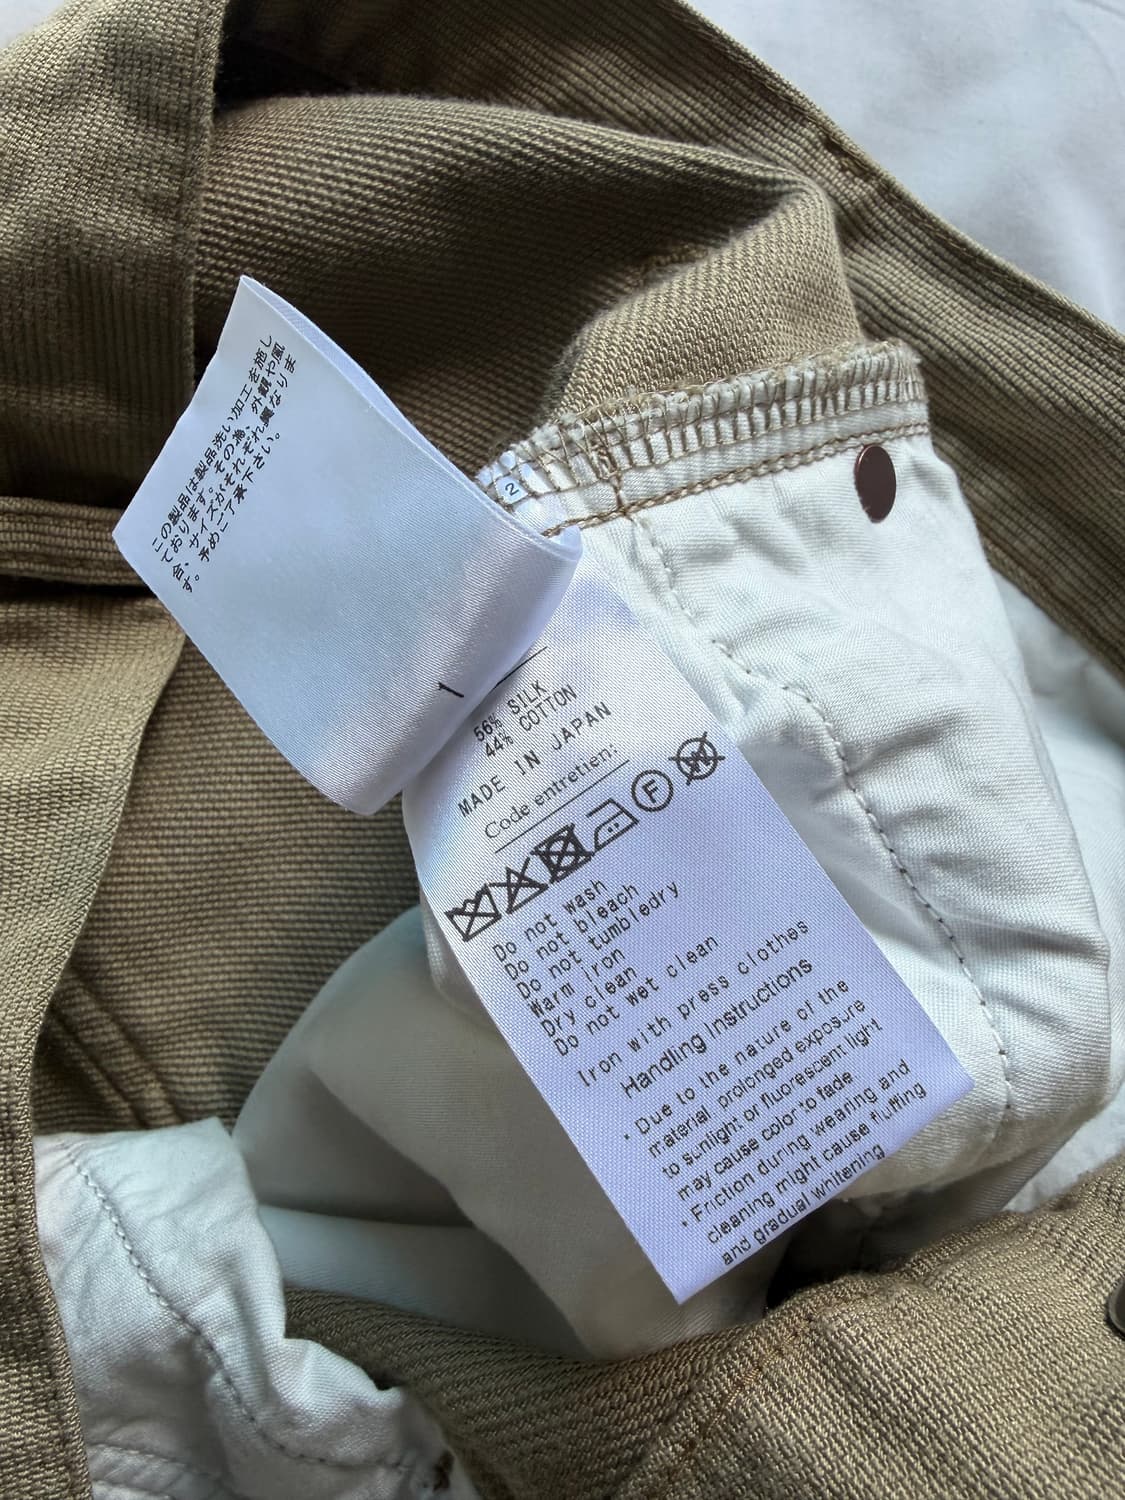 この製品は製品洗い加工を施し
ております。その為、外観や風
合、サイズがそれぞれ異なりま
す。予めご了承下さい。
2
1
56% SILK
44% COTTON
MADE IN JAPAN
Code entretien:
F
W
Do not wash
Do not bleach
Do not tumbledry
Warm iron
Dry clean
Do not wet clean
Iron with press clothes
Handling Instructions
・Due to the nature of the
material prolonged exposure
to sunlight or fluorescent light
may cause color to fade
・Friction during wearing and
cleaning might cause fluffing
and gradual whitening